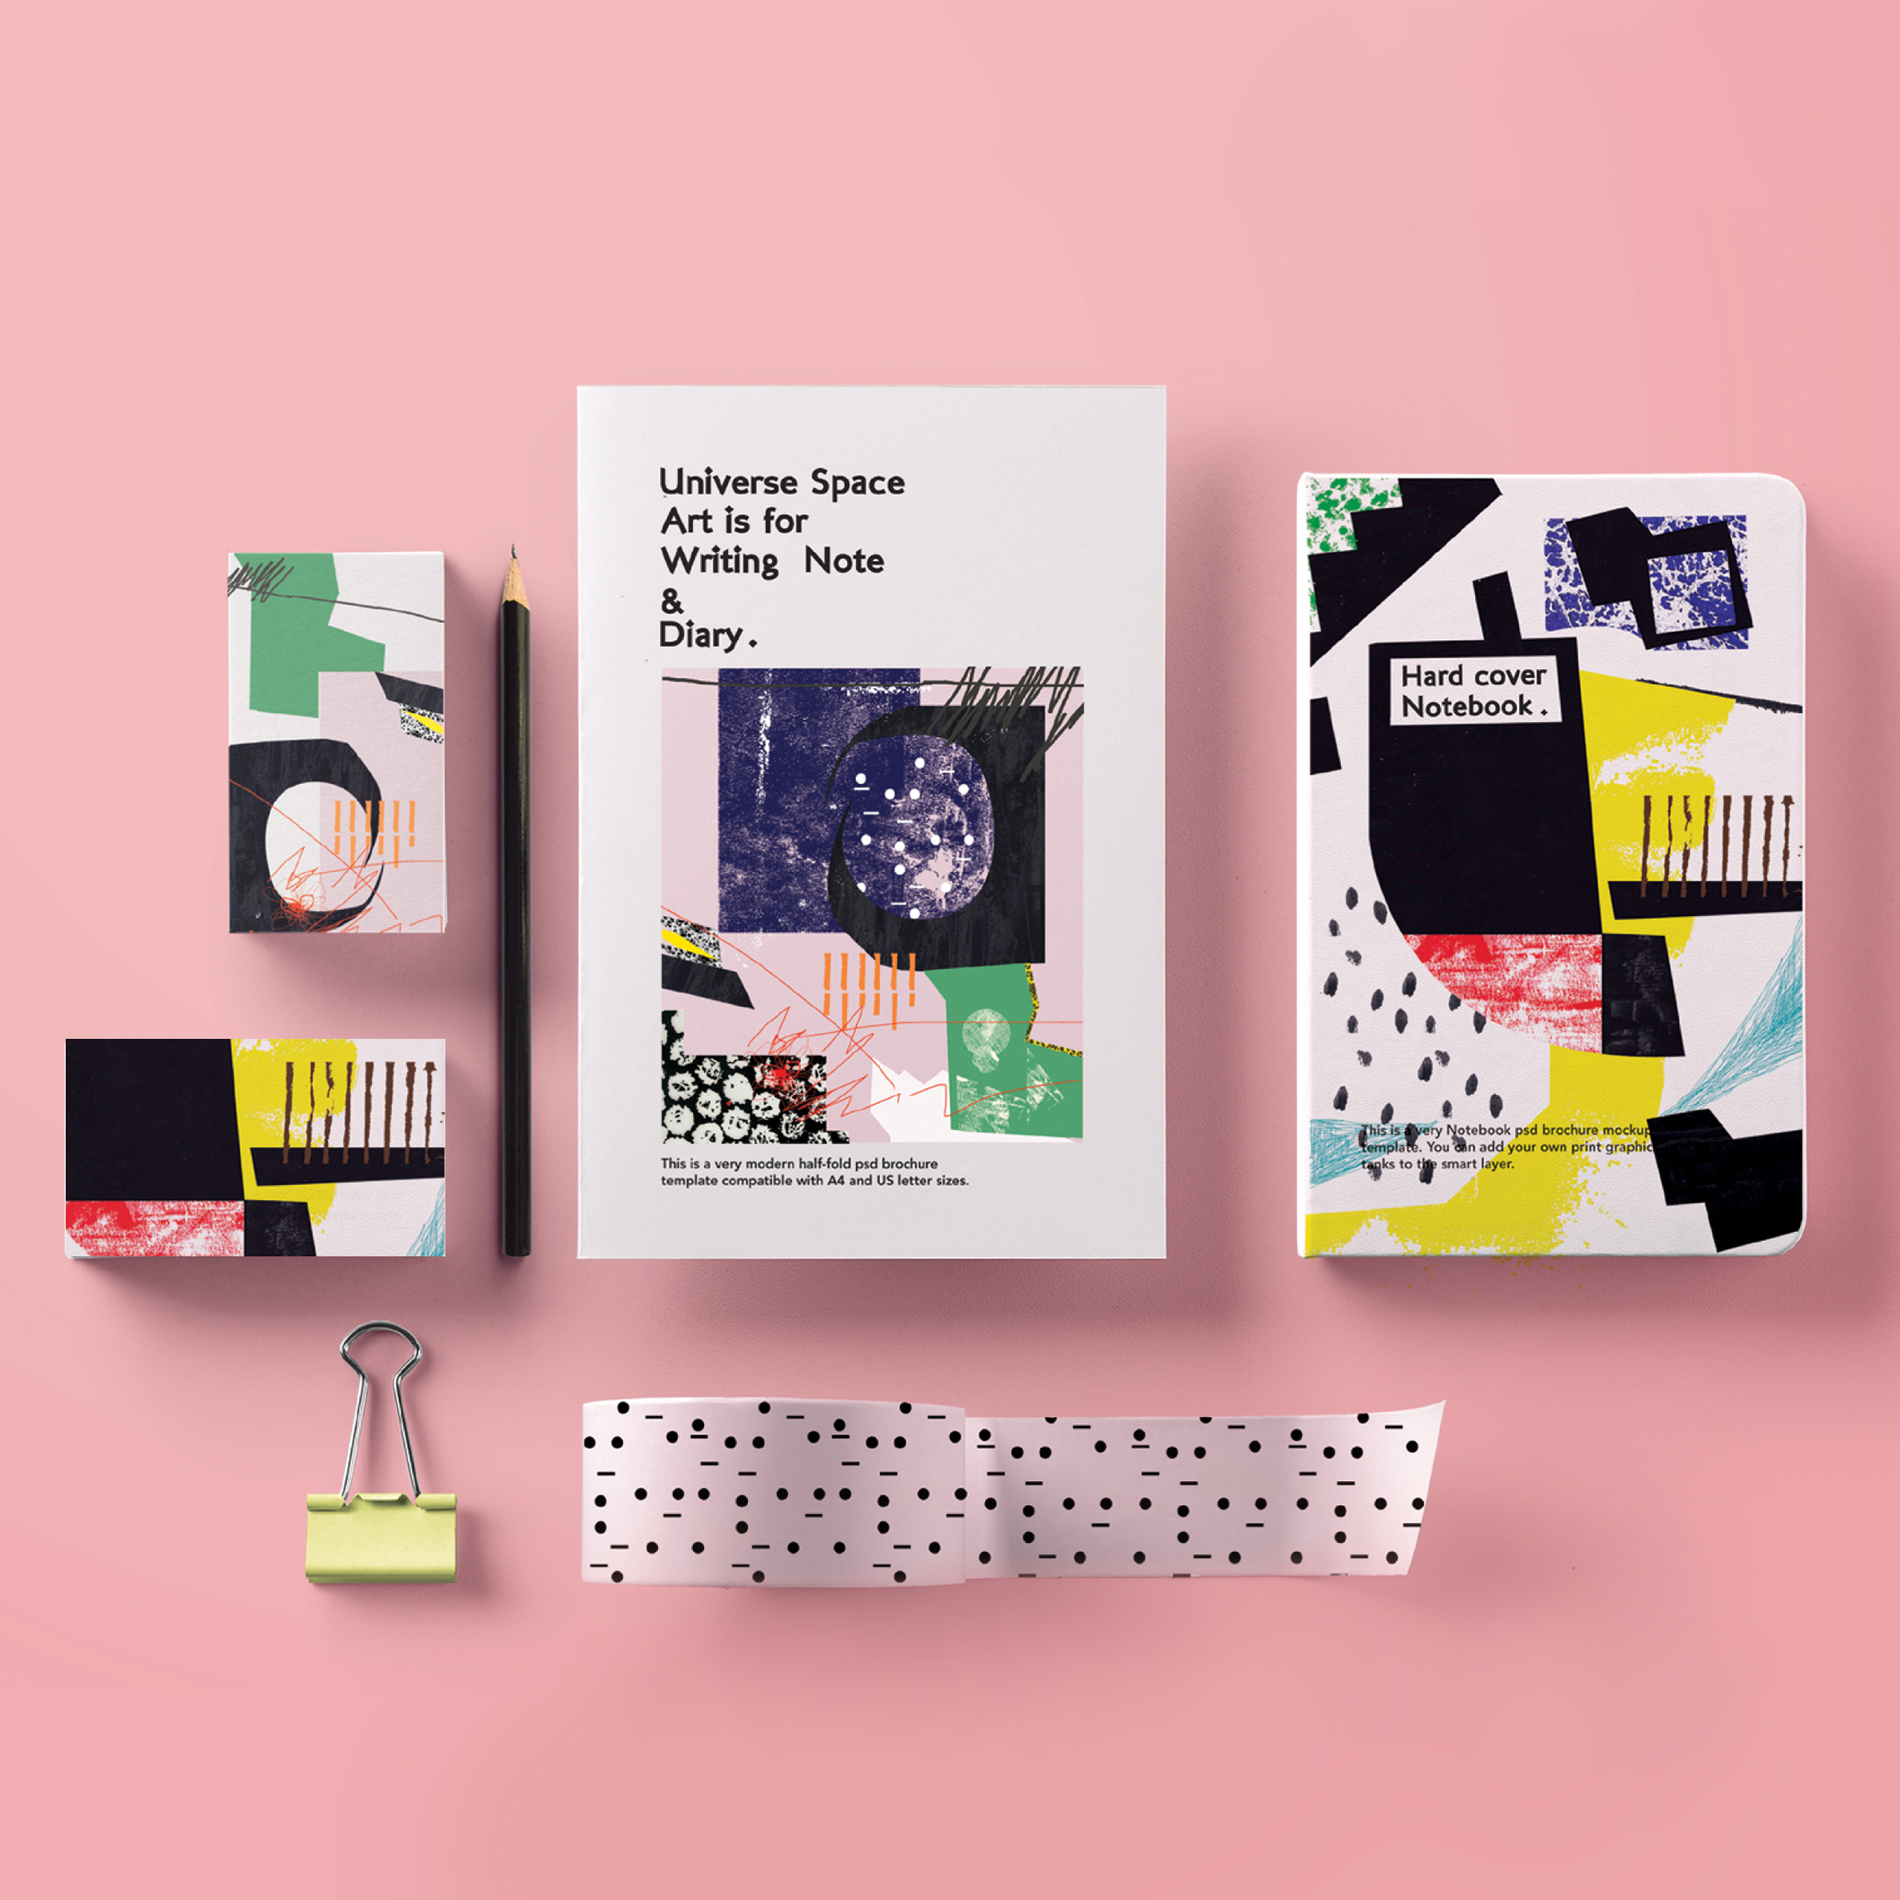 Universe Space
Art is for
Writing Note
&
Diary.
This is a very modern half-fold psd brochure
template compatible with A4 and US letter sizes.
Hard cover
Notebook.
This is a very Notebook psd brochure mockup
template. You can add your own print graphic
tanks to the smart layer.